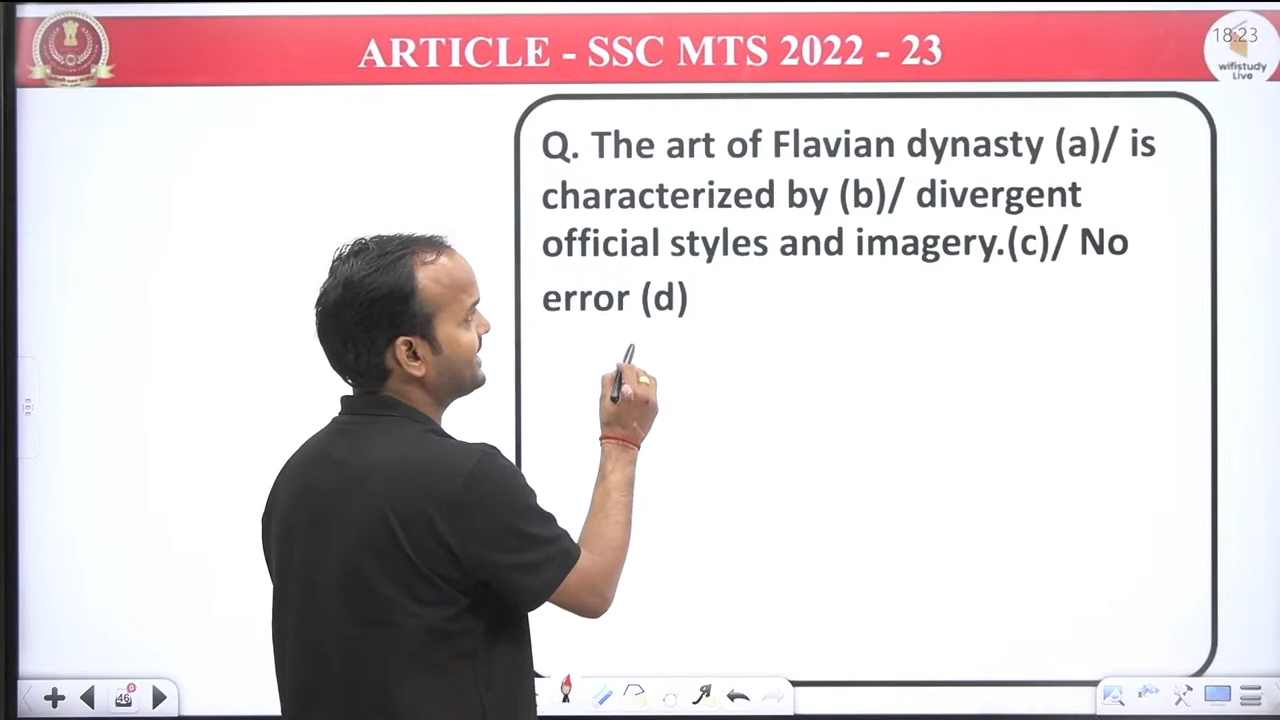 ARTICLE - SSC MTS 2022 - 23
18:23
wifistudy
Live
Q. The art of Flavian dynasty (a)/ is
characterized by (b)/ divergent
official styles and imagery.(c)/ No
error (d)
46